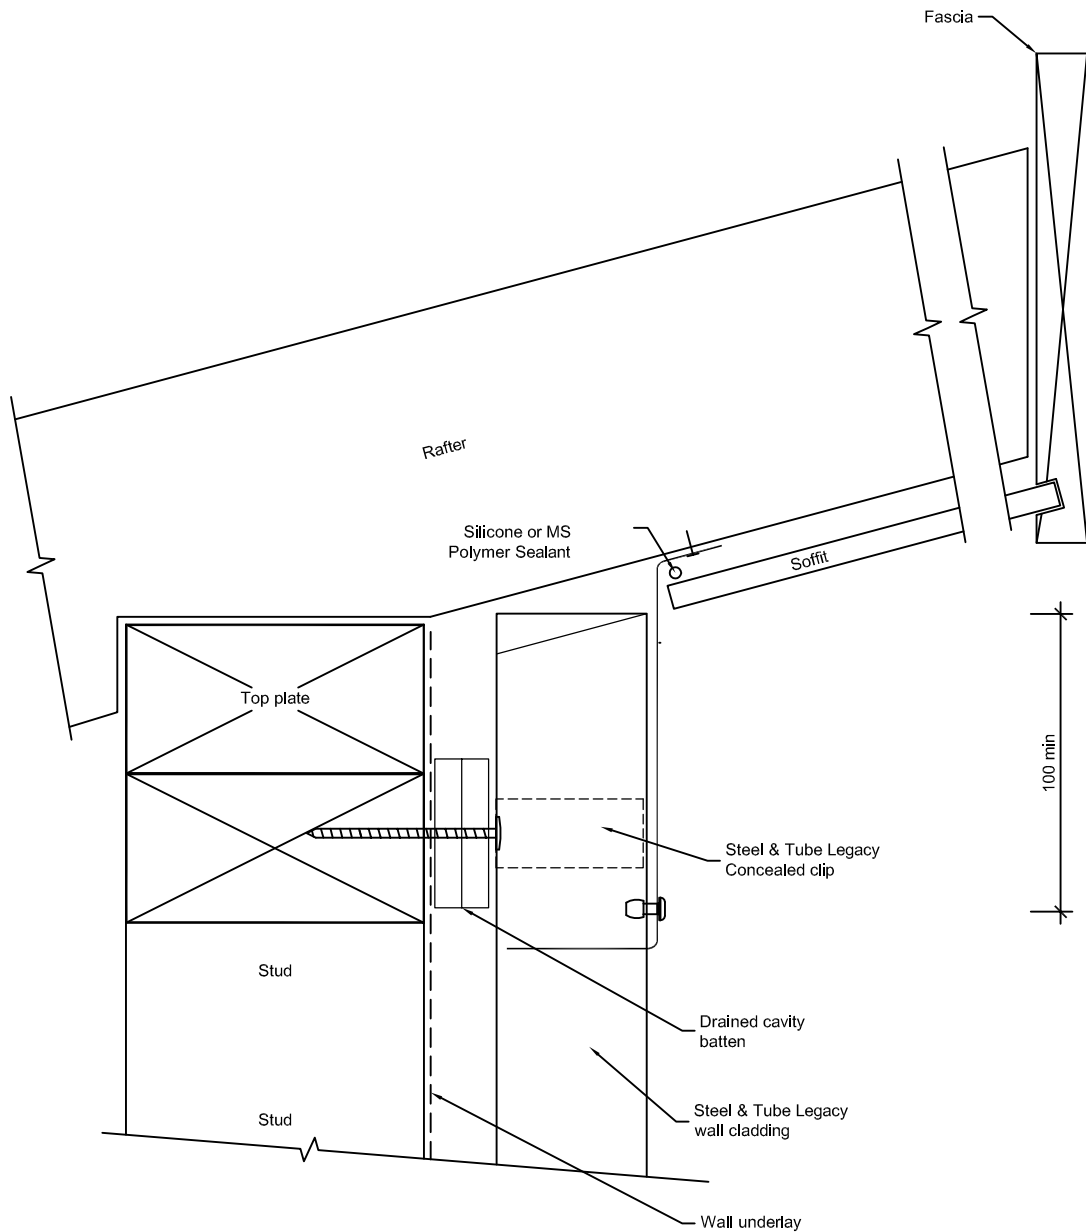 Fascia
Rafter
Silicone or MS
Polymer Sealant
Soffit
Top plate
100 min
Steel & Tube Legacy
Concealed clip
Stud
Drained cavity
batten
Stud
Steel & Tube Legacy
wall cladding
Wall underlay